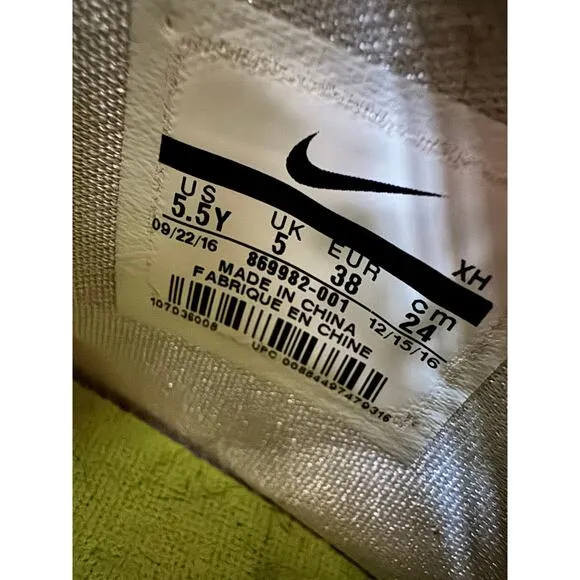 XH
US UK EUR cm
5.5Y 5 38 24
09/22/16 869982-001 12/15/16
MADE IN CHINA
FABRIQUE EN CHINE
107036008
UPC 00884497470316